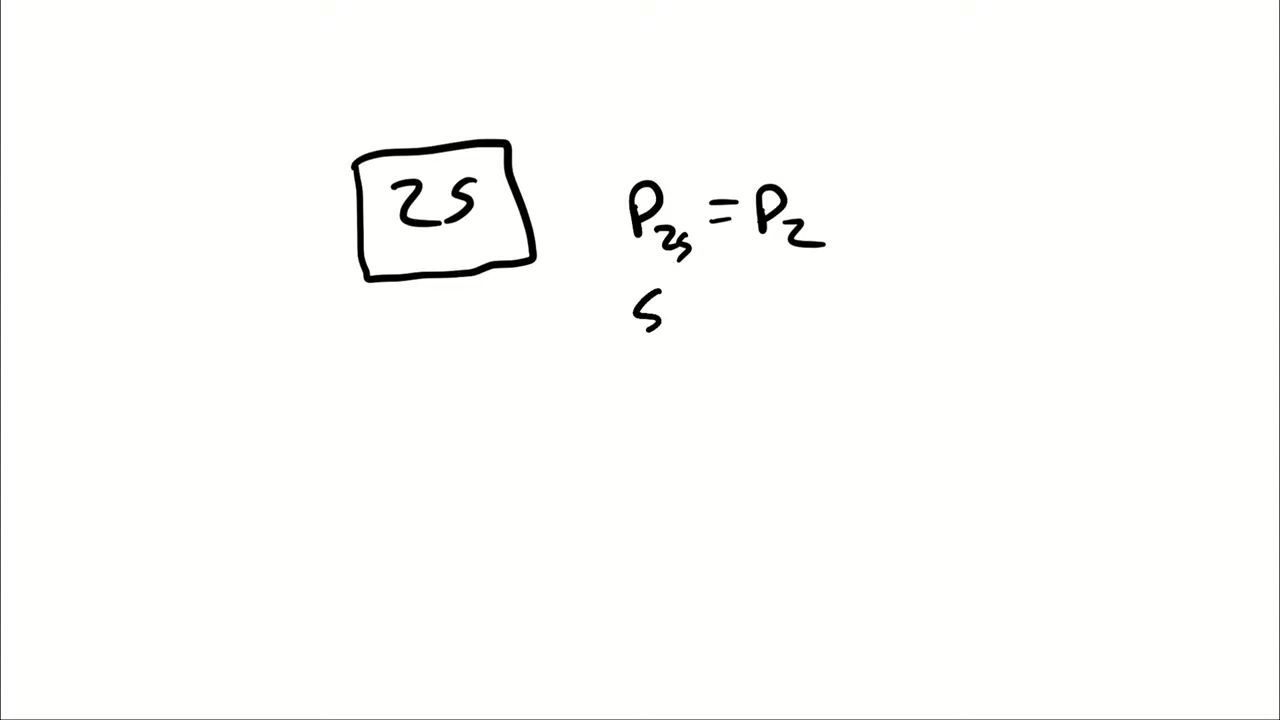 2s
P₂ₛ = P₂
s